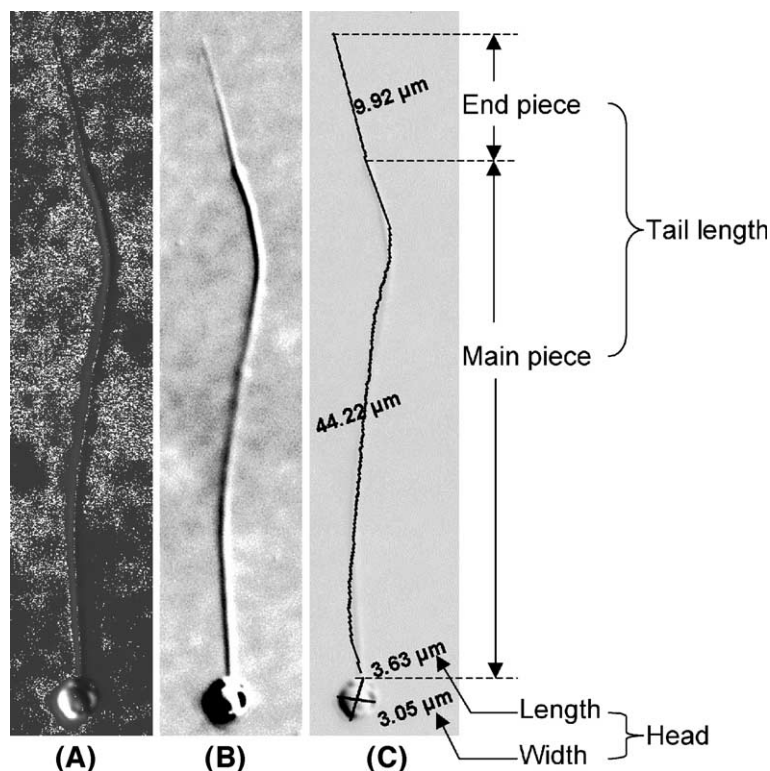 9.92 µm
End piece
Tail length
Main piece
44.22 µm
3.63 µm
3.05 µm
Length
Head
Width
(A)
(B)
(C)